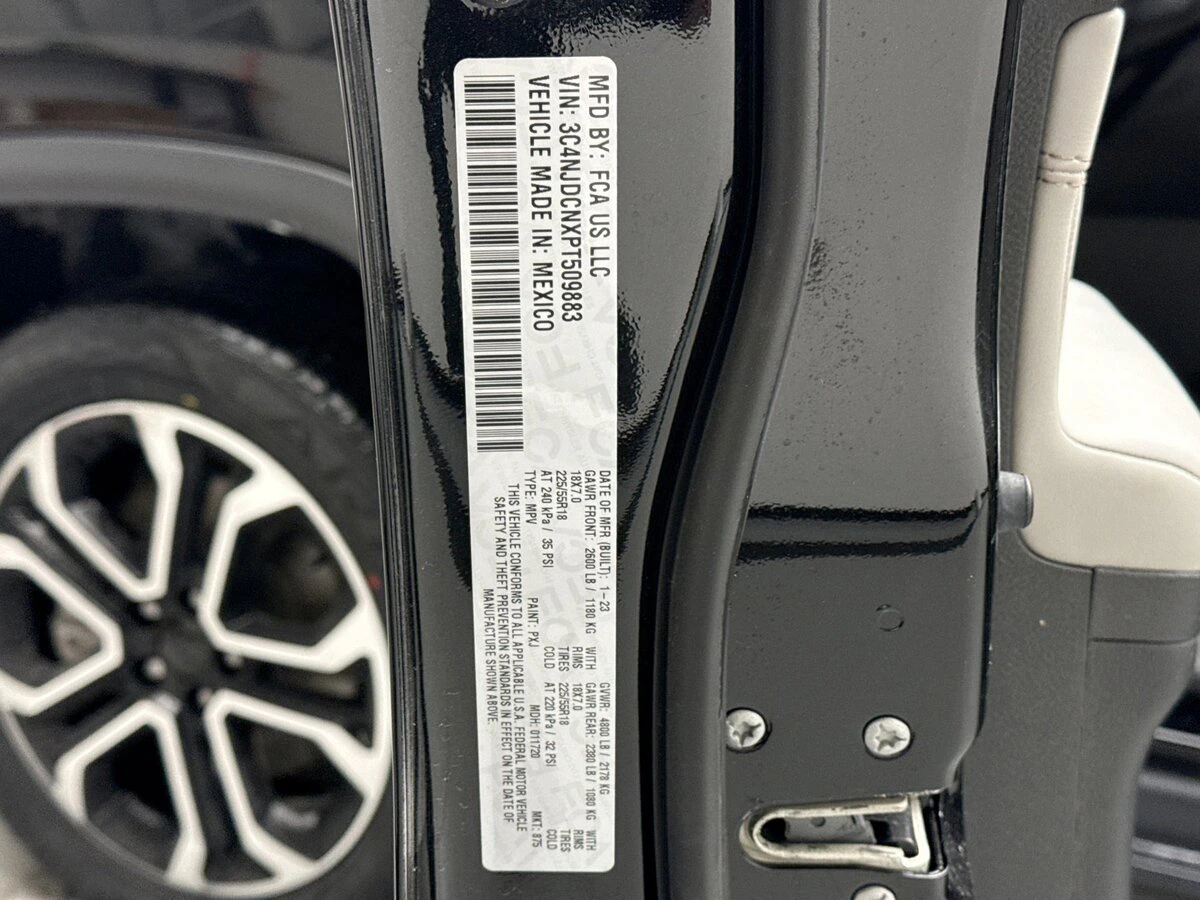 MFD BY: FCA US LLC
VIN: 3C4NJDCNXPT509883
VEHICLE MADE IN: MEXICO
DATE OF MFR (BUILT): 1-23 GVWR: 4800 LB / 2178 KG
GAWR FRONT: 2600 LB / 1180 KG WITH GAWR REAR: 2380 LB / 1080 KG WITH
18X7.0 RIMS 18X7.0 RIMS
225/55R18 TIRES 225/55R18 TIRES
AT 240 kPa / 35 PSI COLD AT 220 kPa / 32 PSI COLD
TYPE: MPV PAINT: PXJ MDH: 011720 MKT: 875
THIS VEHICLE CONFORMS TO ALL APPLICABLE U.S.A. FEDERAL MOTOR VEHICLE
SAFETY AND THEFT PREVENTION STANDARDS IN EFFECT ON THE DATE OF
MANUFACTURE SHOWN ABOVE.